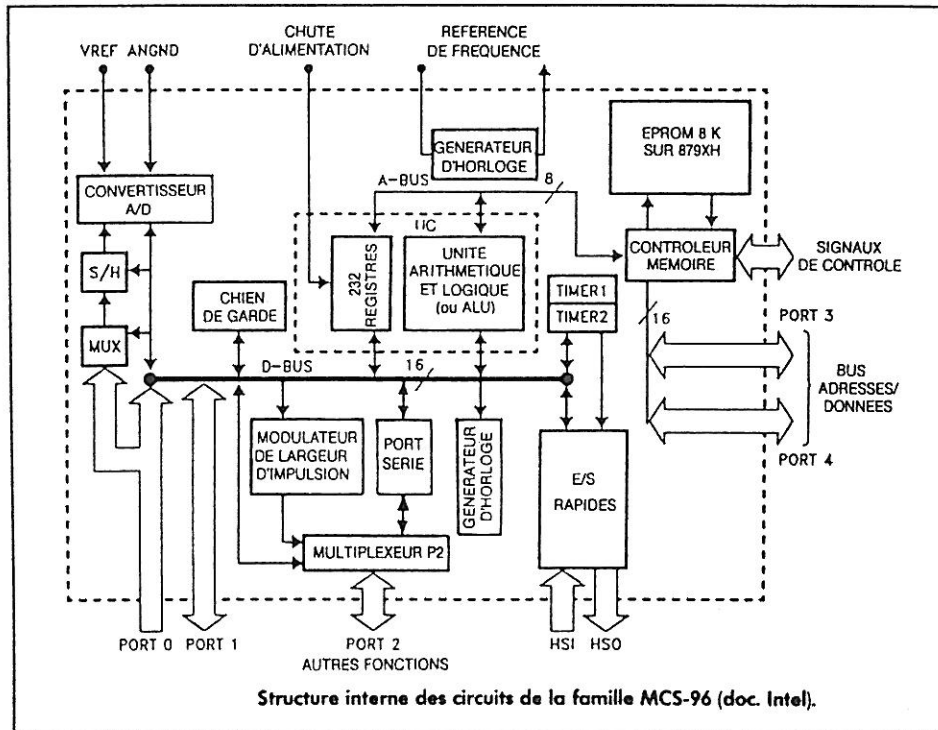 CHUTE
D'ALIMENTATION
REFERENCE
DE FREQUENCE
VREF ANGND
GENERATEUR
D'HORLOGE
EPROM 8 K
SUR 879XH
CONVERTISSEUR
A/D
A-BUS
8
UC
232
REGISTRES
UNITE
ARITHMETIQUE
ET LOGIQUE
(ou ALU)
CONTROLEUR
MEMOIRE
SIGNAUX
DE CONTROLE
S/H
MUX
CHIEN
DE GARDE
TIMER1
TIMER2
16
PORT 3
BUS
ADRESSES/
DONNEES
PORT 4
D-BUS
16
MODULATEUR
DE LARGEUR
D'IMPULSION
PORT
SERIE
GENERATEUR
D'HORLOGE
E/S
RAPIDES
MULTIPLEXEUR P2
PORT 0
PORT 1
PORT 2
AUTRES FONCTIONS
HSI
HSO
Structure interne des circuits de la famille MCS-96 (doc. Intel).